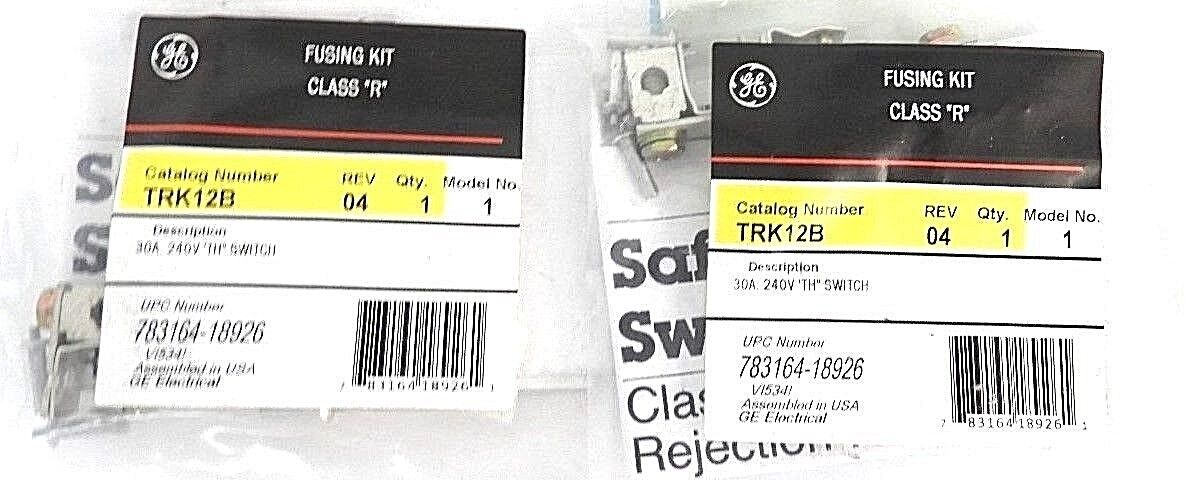 GE
FUSING KIT
CLASS "R"
Catalog Number REV Qty. Model No.
TRK12B 04 1 1
Description
30A. 240V 'TH" SWITCH
UPC Number
783164-18926
VI534!
Assembled in USA
GE Electrical
7 83164 18926 1
S
S
GE
FUSING KIT
CLASS "R"
Catalog Number REV Qty. Model No.
TRK12B 04 1 1
Description
30A. 240V 'TH" SWITCH
UPC Number
783164-18926
VI534!
Assembled in USA
GE Electrical
7 83164 18926 1
Saf
Sw
Clas
Rejection